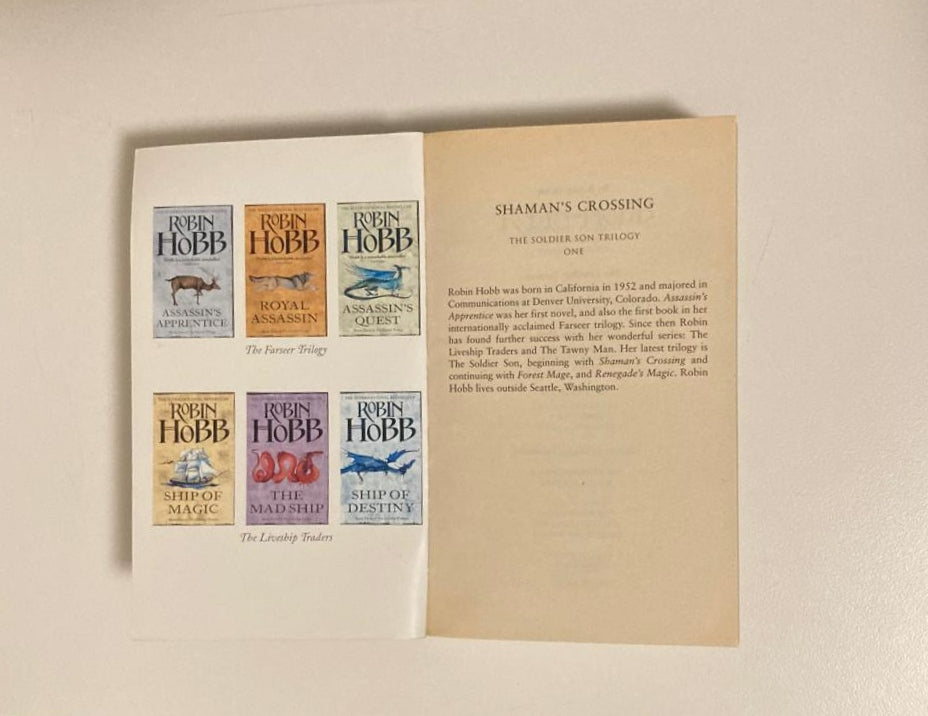 ROBIN
HOBB
ASSASSIN'S
APPRENTICE
ROBIN
HOBB
ROYAL
ASSASSIN
ROBIN
HOBB
ASSASSIN'S
QUEST
The Farseer Trilogy
ROBIN
HOBB
SHIP OF
MAGIC
ROBIN
HOBB
THE
MAD SHIP
ROBIN
HOBB
SHIP OF
DESTINY
The Liveship Traders
SHAMAN'S CROSSING
THE SOLDIER SON TRILOGY
ONE
Robin Hobb was born in California in 1952 and majored in
Communications at Denver University, Colorado. Assassin's
Apprentice was her first novel, and also the first book in her
internationally acclaimed Farseer trilogy. Since then Robin
has found further success with her wonderful series: The
Liveship Traders and The Tawny Man. Her latest trilogy is
The Soldier Son, beginning with Shaman's Crossing and
continuing with Forest Mage, and Renegade's Magic. Robin
Hobb lives outside Seattle, Washington.